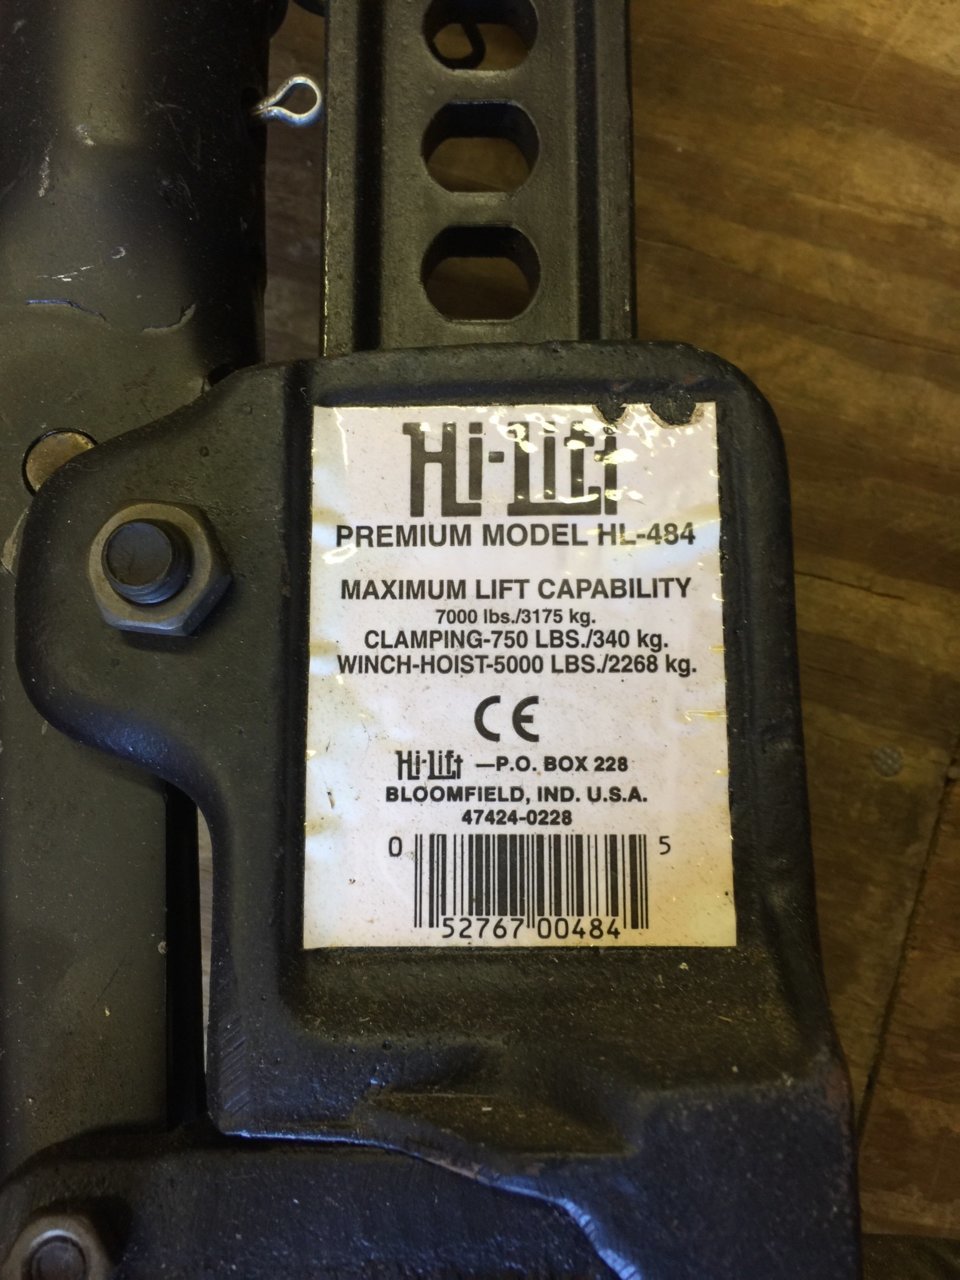 Hi-Lift
PREMIUM MODEL HL-484
MAXIMUM LIFT CAPABILITY
7000 lbs./3175 kg.
CLAMPING-750 LBS./340 kg.
WINCH-HOIST-5000 LBS./2268 kg.
CE
Hi-Lift —P.O. BOX 228
BLOOMFIELD, IND. U.S.A.
47424-0228
0 52767 00484 5